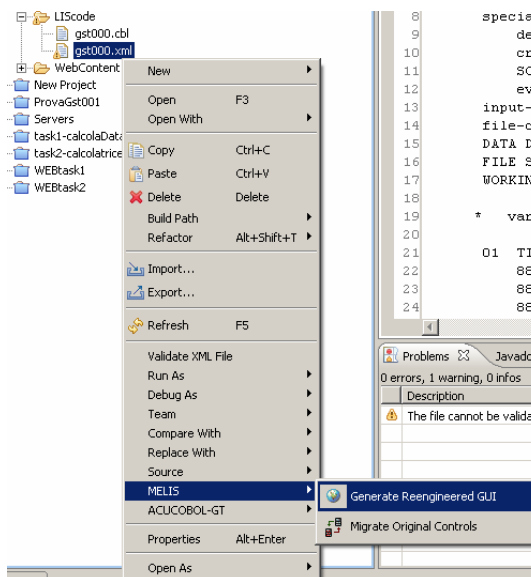 LIScode
gst000.cbl
gst000.xml
WebContent
New Project
ProvaGst001
Servers
task1-calcolaData
task2-calcolatrice
WEBtask1
WEBtask2
New
Open F3
Open With
Copy Ctrl+C
Paste Ctrl+V
Delete Delete
Build Path
Refactor Alt+Shift+T
Import...
Export...
Refresh F5
Validate XML File
Run As
Debug As
Team
Compare With
Replace With
Source
MELIS
ACUCOBOL-GT
Properties Alt+Enter
Open As
Generate Reengineered GUI
Migrate Original Controls
8 specia
9 de
10 cr
11 SC
12 ev
13 input-
14 file-c
15 DATA D
16 FILE S
17 WORKIN
18
19 * var
20
21 01 TI
22 88
23 88
24 88
Problems Javado
0 errors, 1 warning, 0 infos
Description
The file cannot be valida